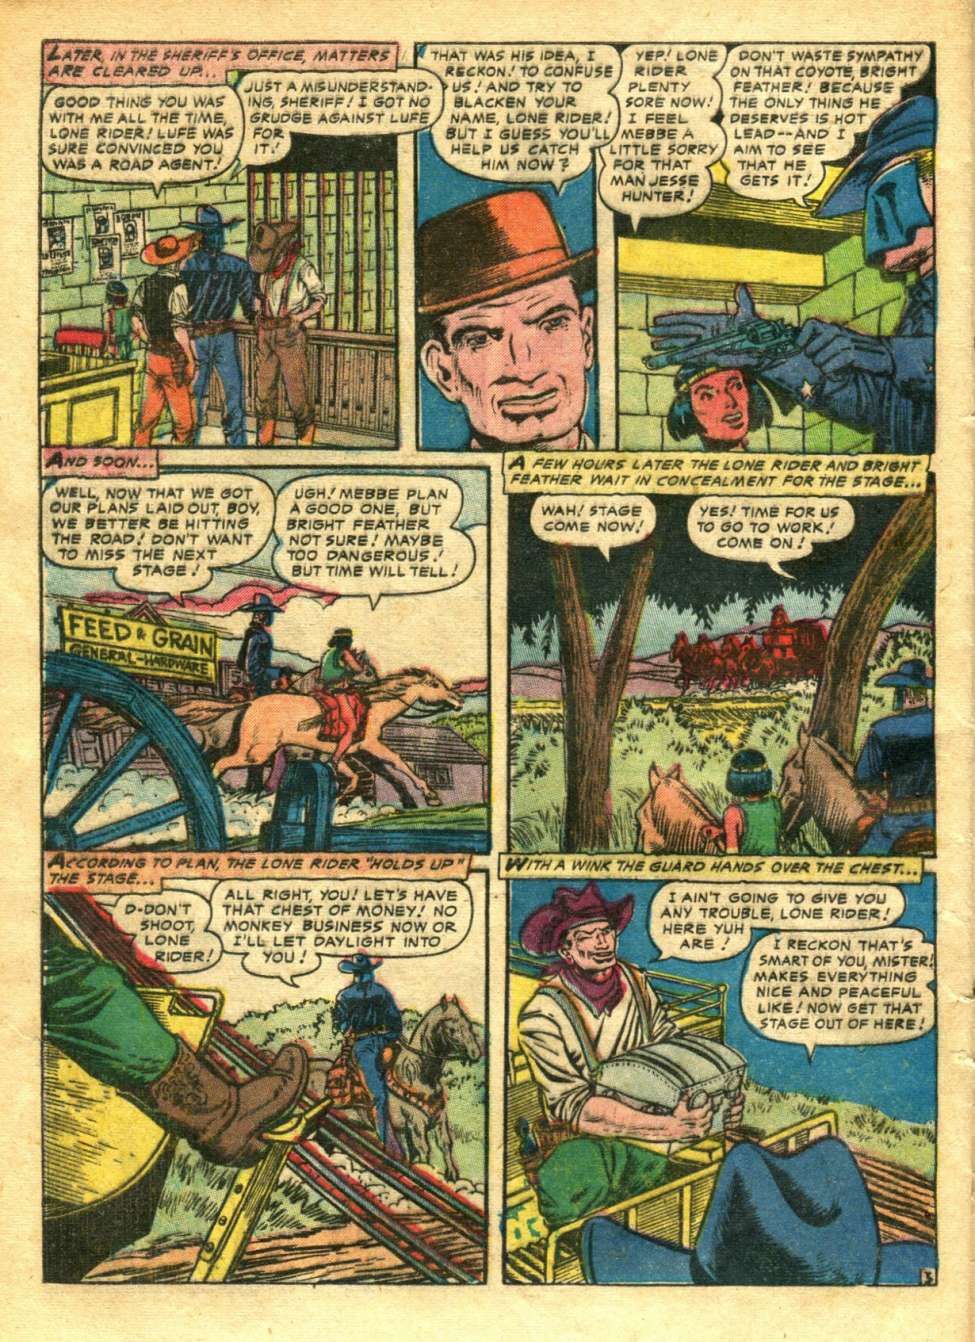 LATER, IN THE SHERIFF'S OFFICE, MATTERS
ARE CLEARED UP...
GOOD THING YOU WAS
WITH ME ALL THE TIME,
LONE RIDER! LUFE WAS
SURE CONVINCED YOU
WAS A ROAD AGENT!
JUST A MISUNDERSTAND-
ING, SHERIFF! I GOT NO
GRUDGE AGAINST LUFE
FOR
IT!
THAT WAS HIS IDEA, I
RECKON! TO CONFUSE
US! AND TRY TO
BLACKEN YOUR
NAME, LONE RIDER!
BUT I GUESS YOU'LL
HELP US CATCH
HIM NOW?
YEP! LONE
RIDER
PLENTY
SORE NOW!
I FEEL
MEBBE A
LITTLE SORRY
FOR THAT
MAN JESSE
HUNTER!
DON'T WASTE SYMPATHY
ON THAT COYOTE, BRIGHT
FEATHER! BECAUSE
THE ONLY THING HE
DESERVES IS HOT
LEAD--AND I
AIM TO SEE
THAT HE
GETS IT!
AND SOON...
WELL, NOW THAT WE GOT
OUR PLANS LAID OUT, BOY,
WE BETTER BE HITTING
THE ROAD! DON'T WANT
TO MISS THE NEXT
STAGE!
UGH! MEBBE PLAN
A GOOD ONE, BUT
BRIGHT FEATHER
NOT SURE! MAYBE
TOO DANGEROUS!
BUT TIME WILL TELL!
FEED & GRAIN
GENERAL-HARDWARE
A FEW HOURS LATER THE LONE RIDER AND BRIGHT
FEATHER WAIT IN CONCEALMENT FOR THE STAGE...
WAH! STAGE
COME NOW!
YES! TIME FOR US
TO GO TO WORK!
COME ON!
ACCORDING TO PLAN, THE LONE RIDER "HOLDS UP"
THE STAGE...
D-DON'T
SHOOT,
LONE
RIDER!
ALL RIGHT, YOU! LET'S HAVE
THAT CHEST OF MONEY! NO
MONKEY BUSINESS NOW OR
I'LL LET DAYLIGHT INTO
YOU!
WITH A WINK THE GUARD HANDS OVER THE CHEST...
I AIN'T GOING TO GIVE YOU
ANY TROUBLE, LONE RIDER!
HERE YUH
ARE!
I RECKON THAT'S
SMART OF YOU, MISTER!
MAKES EVERYTHING
NICE AND PEACEFUL
LIKE! NOW GET THAT
STAGE OUT OF HERE!
3